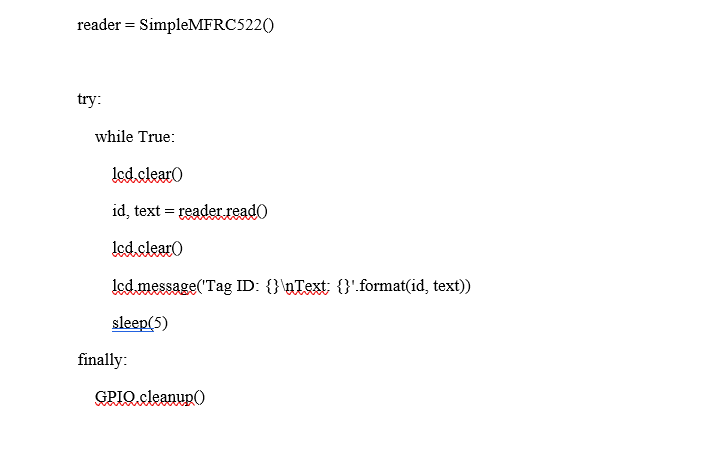 reader = SimpleMFRC522()
try:
while True:
lcd.clear()
id, text = reader.read()
lcd.clear()
lcd.message('Tag ID: {}\nText: {}'.format(id, text))
sleep(5)
finally:
GPIO.cleanup()